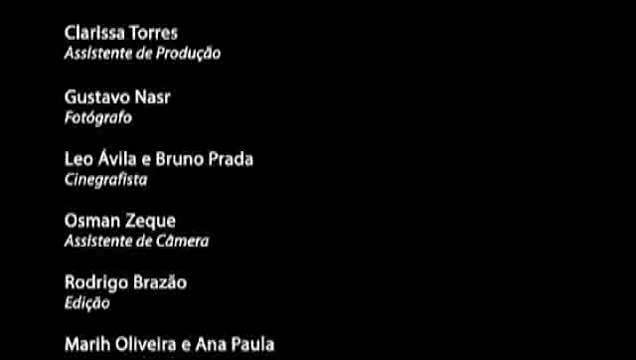 Clarissa Torres
Assistente de Produção
Gustavo Nasr
Fotógrafo
Leo Ávila e Bruno Prada
Cinegrafista
Osman Zeque
Assistente de Câmera
Rodrigo Brazão
Edição
Marih Oliveira e Ana Paula